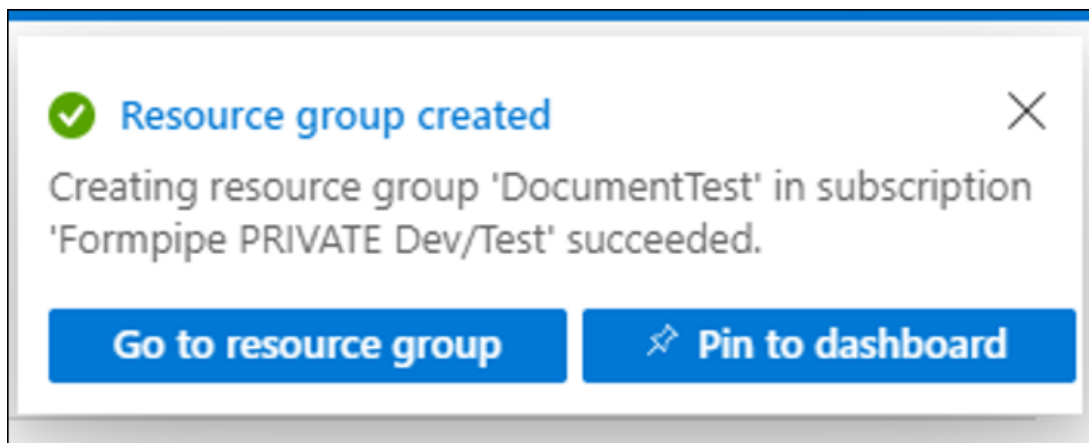 Resource group created
Creating resource group 'DocumentTest' in subscription
'Formpipe PRIVATE Dev/Test' succeeded.
Go to resource group
Pin to dashboard